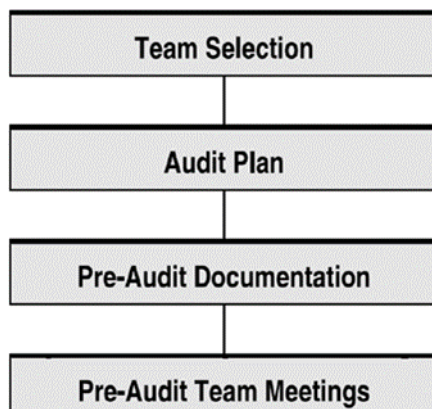 Team Selection
Audit Plan
Pre-Audit Documentation
Pre-Audit Team Meetings